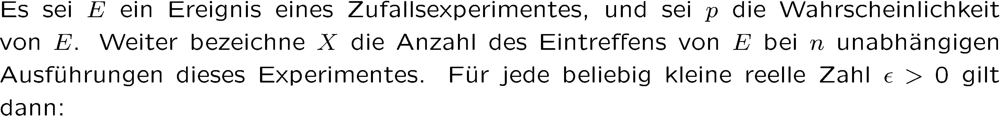 Es sei E ein Ereignis eines Zufallsexperimentes, und sei p die Wahrscheinlichkeit
von E. Weiter bezeichne X die Anzahl des Eintreffens von E bei n unabhängigen
Ausführungen dieses Experimentes. Für jede beliebig kleine reelle Zahl ϵ > 0 gilt
dann: